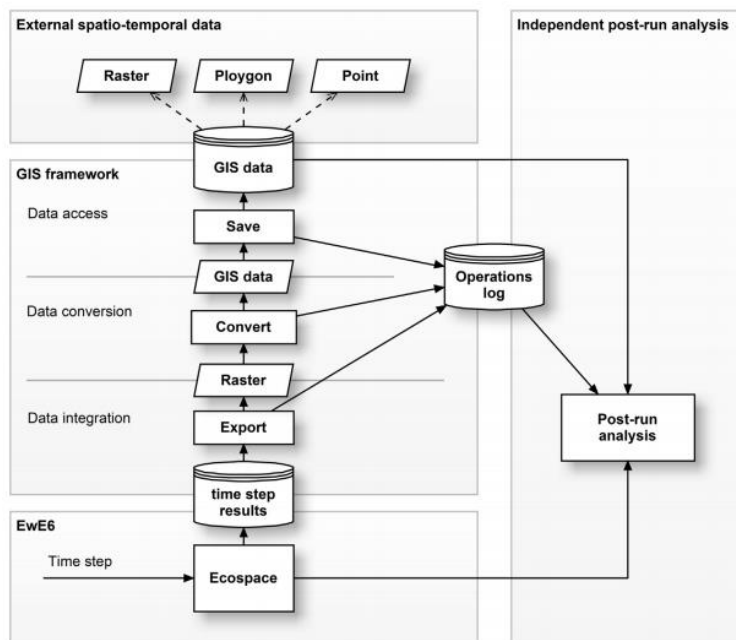 External spatio-temporal data
Independent post-run analysis
Raster
Ploygon
Point
GIS data
GIS framework
Data access
Save
GIS data
Operations
log
Data conversion
Convert
Raster
Data integration
Export
Post-run
analysis
time step
results
EwE6
Time step
Ecospace